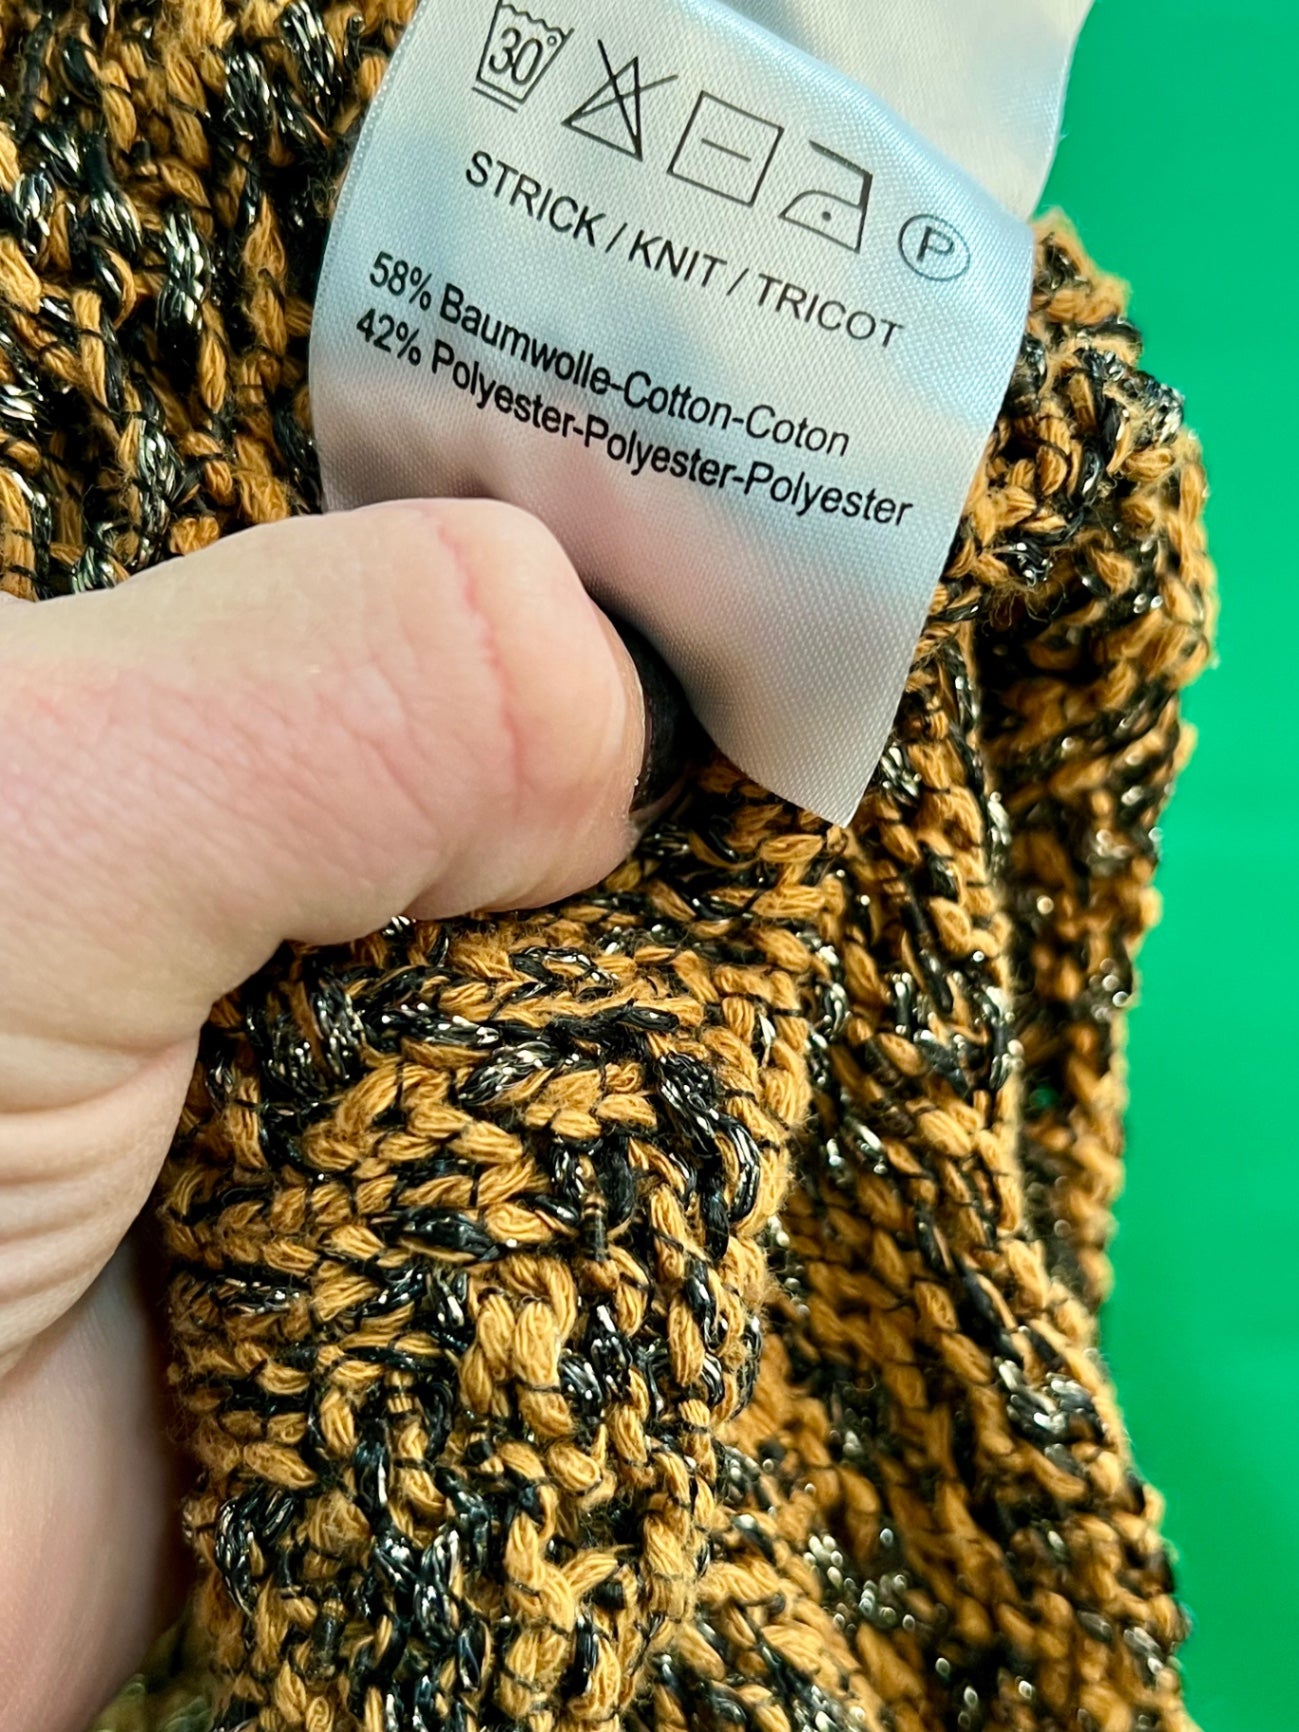 30°
P
STRICK / KNIT / TRICOT
58% Baumwolle-Cotton-Coton
42% Polyester-Polyester-Polyester